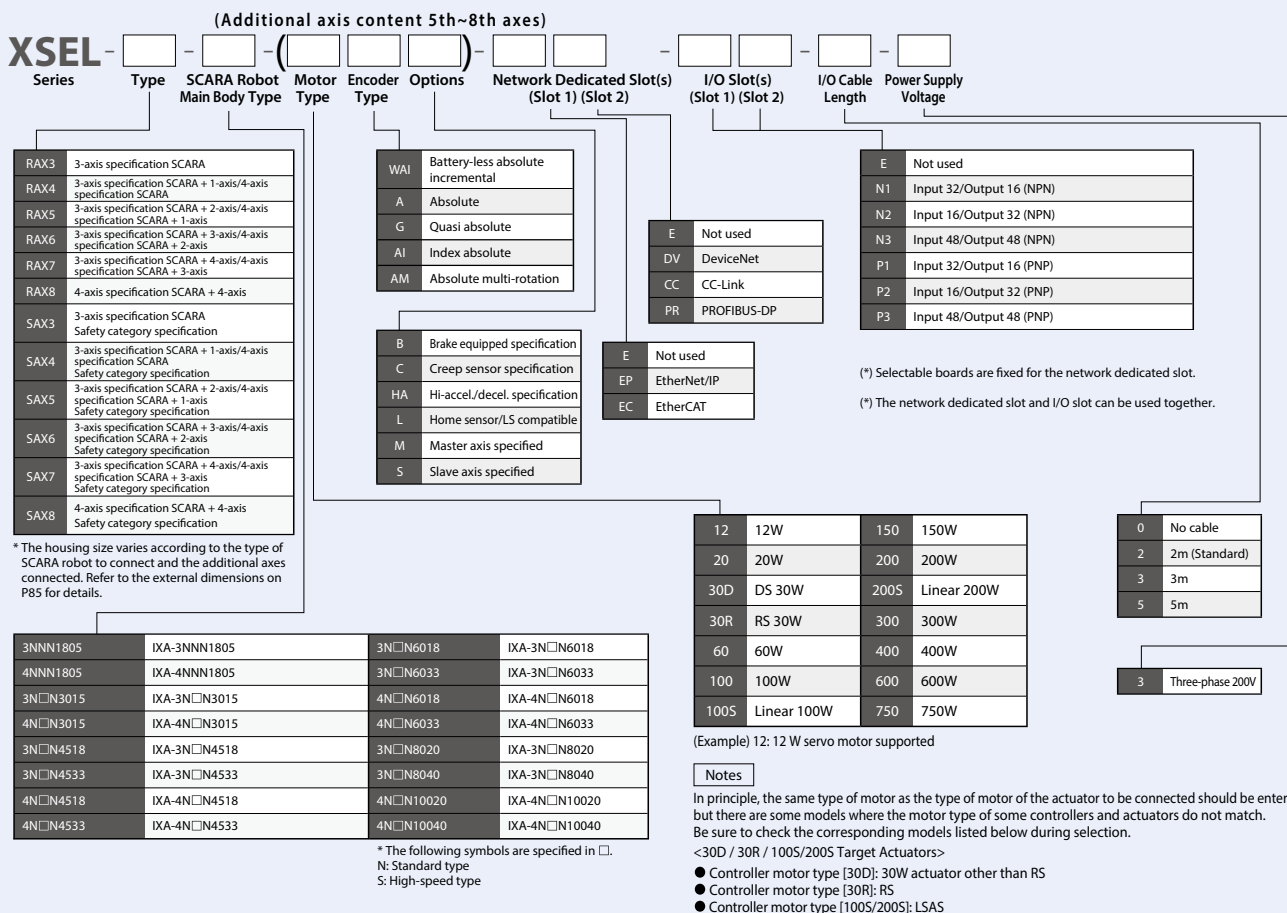 (Additional axis content 5th~8th axes)
XSEL – – – ( ) – – – –
Series Type SCARA Robot Main Body Type Motor Type Encoder Type Options Network Dedicated Slot(s) (Slot 1) (Slot 2) I/O Slot(s) (Slot 1) (Slot 2) I/O Cable Length Power Supply Voltage
RAX3 3-axis specification SCARA
RAX4 3-axis specification SCARA + 1-axis/4-axis
specification SCARA
RAX5 3-axis specification SCARA + 2-axis/4-axis
specification SCARA + 1-axis
RAX6 3-axis specification SCARA + 3-axis/4-axis
specification SCARA + 2-axis
RAX7 3-axis specification SCARA + 4-axis/4-axis
specification SCARA + 3-axis
RAX8 4-axis specification SCARA + 4-axis
SAX3 3-axis specification SCARA
Safety category specification
SAX4 3-axis specification SCARA + 1-axis/4-axis
specification SCARA
Safety category specification
SAX5 3-axis specification SCARA + 2-axis/4-axis
specification SCARA + 1-axis
Safety category specification
SAX6 3-axis specification SCARA + 3-axis/4-axis
specification SCARA + 2-axis
Safety category specification
SAX7 3-axis specification SCARA + 4-axis/4-axis
specification SCARA + 3-axis
Safety category specification
SAX8 4-axis specification SCARA + 4-axis
Safety category specification
* The housing size varies according to the type of
SCARA robot to connect and the additional axes
connected. Refer to the external dimensions on
P85 for details.
WAI Battery-less absolute
incremental
A Absolute
G Quasi absolute
AI Index absolute
AM Absolute multi-rotation
B Brake equipped specification
C Creep sensor specification
HA Hi-accel./decel. specification
L Home sensor/LS compatible
M Master axis specified
S Slave axis specified
E Not used
DV DeviceNet
CC CC-Link
PR PROFIBUS-DP
E Not used
EP EtherNet/IP
EC EtherCAT
E Not used
N1 Input 32/Output 16 (NPN)
N2 Input 16/Output 32 (NPN)
N3 Input 48/Output 48 (NPN)
P1 Input 32/Output 16 (PNP)
P2 Input 16/Output 32 (PNP)
P3 Input 48/Output 48 (PNP)
(*) Selectable boards are fixed for the network dedicated slot.
(*) The network dedicated slot and I/O slot can be used together.
3NNN1805 IXA-3NNN1805 3N□N6018 IXA-3N□N6018
4NNN1805 IXA-4NNN1805 3N□N6033 IXA-3N□N6033
3N□N3015 IXA-3N□N3015 4N□N6018 IXA-4N□N6018
4N□N3015 IXA-4N□N3015 4N□N6033 IXA-4N□N6033
3N□N4518 IXA-3N□N4518 3N□N8020 IXA-3N□N8020
3N□N4533 IXA-3N□N4533 3N□N8040 IXA-3N□N8040
4N□N4518 IXA-4N□N4518 4N□N10020 IXA-4N□N10020
4N□N4533 IXA-4N□N4533 4N□N10040 IXA-4N□N10040
* The following symbols are specified in □.
N: Standard type
S: High-speed type
12 12W 150 150W
20 20W 200 200W
30D DS 30W 200S Linear 200W
30R RS 30W 300 300W
60 60W 400 400W
100 100W 600 600W
100S Linear 100W 750 750W
(Example) 12: 12 W servo motor supported
0 No cable
2 2m (Standard)
3 3m
5 5m
3 Three-phase 200V
Notes
In principle, the same type of motor as the type of motor of the actuator to be connected should be enter
but there are some models where the motor type of some controllers and actuators do not match.
Be sure to check the corresponding models listed below during selection.
<30D / 30R / 100S/200S Target Actuators>
● Controller motor type [30D]: 30W actuator other than RS
● Controller motor type [30R]: RS
● Controller motor type [100S/200S]: LSAS